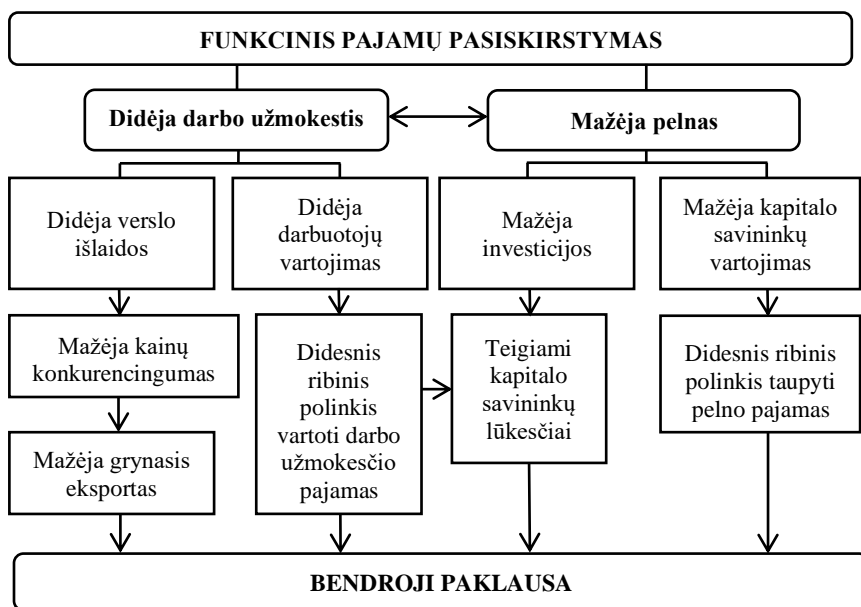 FUNKCINIS PAJAMŲ PASISKIRSTYMAS
Didėja darbo užmokestis
Mažėja pelnas
Didėja verslo
išlaidos
Didėja
darbuotojų
vartojimas
Mažėja
investicijos
Mažėja kapitalo
savininkų
vartojimas
Mažėja kainų
konkurencingumas
Didesnis
ribinis
polinkis
vartoti darbo
užmokesčio
pajamas
Teigiami
kapitalo
savininkų
lūkesčiai
Didesnis ribinis
polinkis taupyti
pelno pajamas
Mažėja grynasis
eksportas
BENDROJI PAKLAUSA